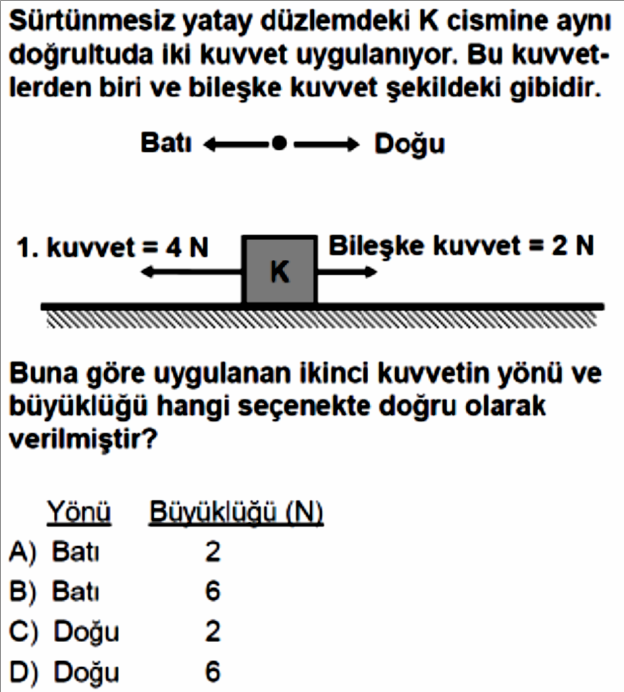 Sürtünmesiz yatay düzlemdeki K cismine aynı
doğrultuda iki kuvvet uygulanıyor. Bu kuvvet-
lerden biri ve bileşke kuvvet şekildeki gibidir.
Batı Doğu
1. kuvvet = 4 N K Bileşke kuvvet = 2 N
Buna göre uygulanan ikinci kuvvetin yönü ve
büyüklüğü hangi seçenekte doğru olarak
verilmiştir?
Yönü Büyüklüğü (N)
A) Batı 2
B) Batı 6
C) Doğu 2
D) Doğu 6